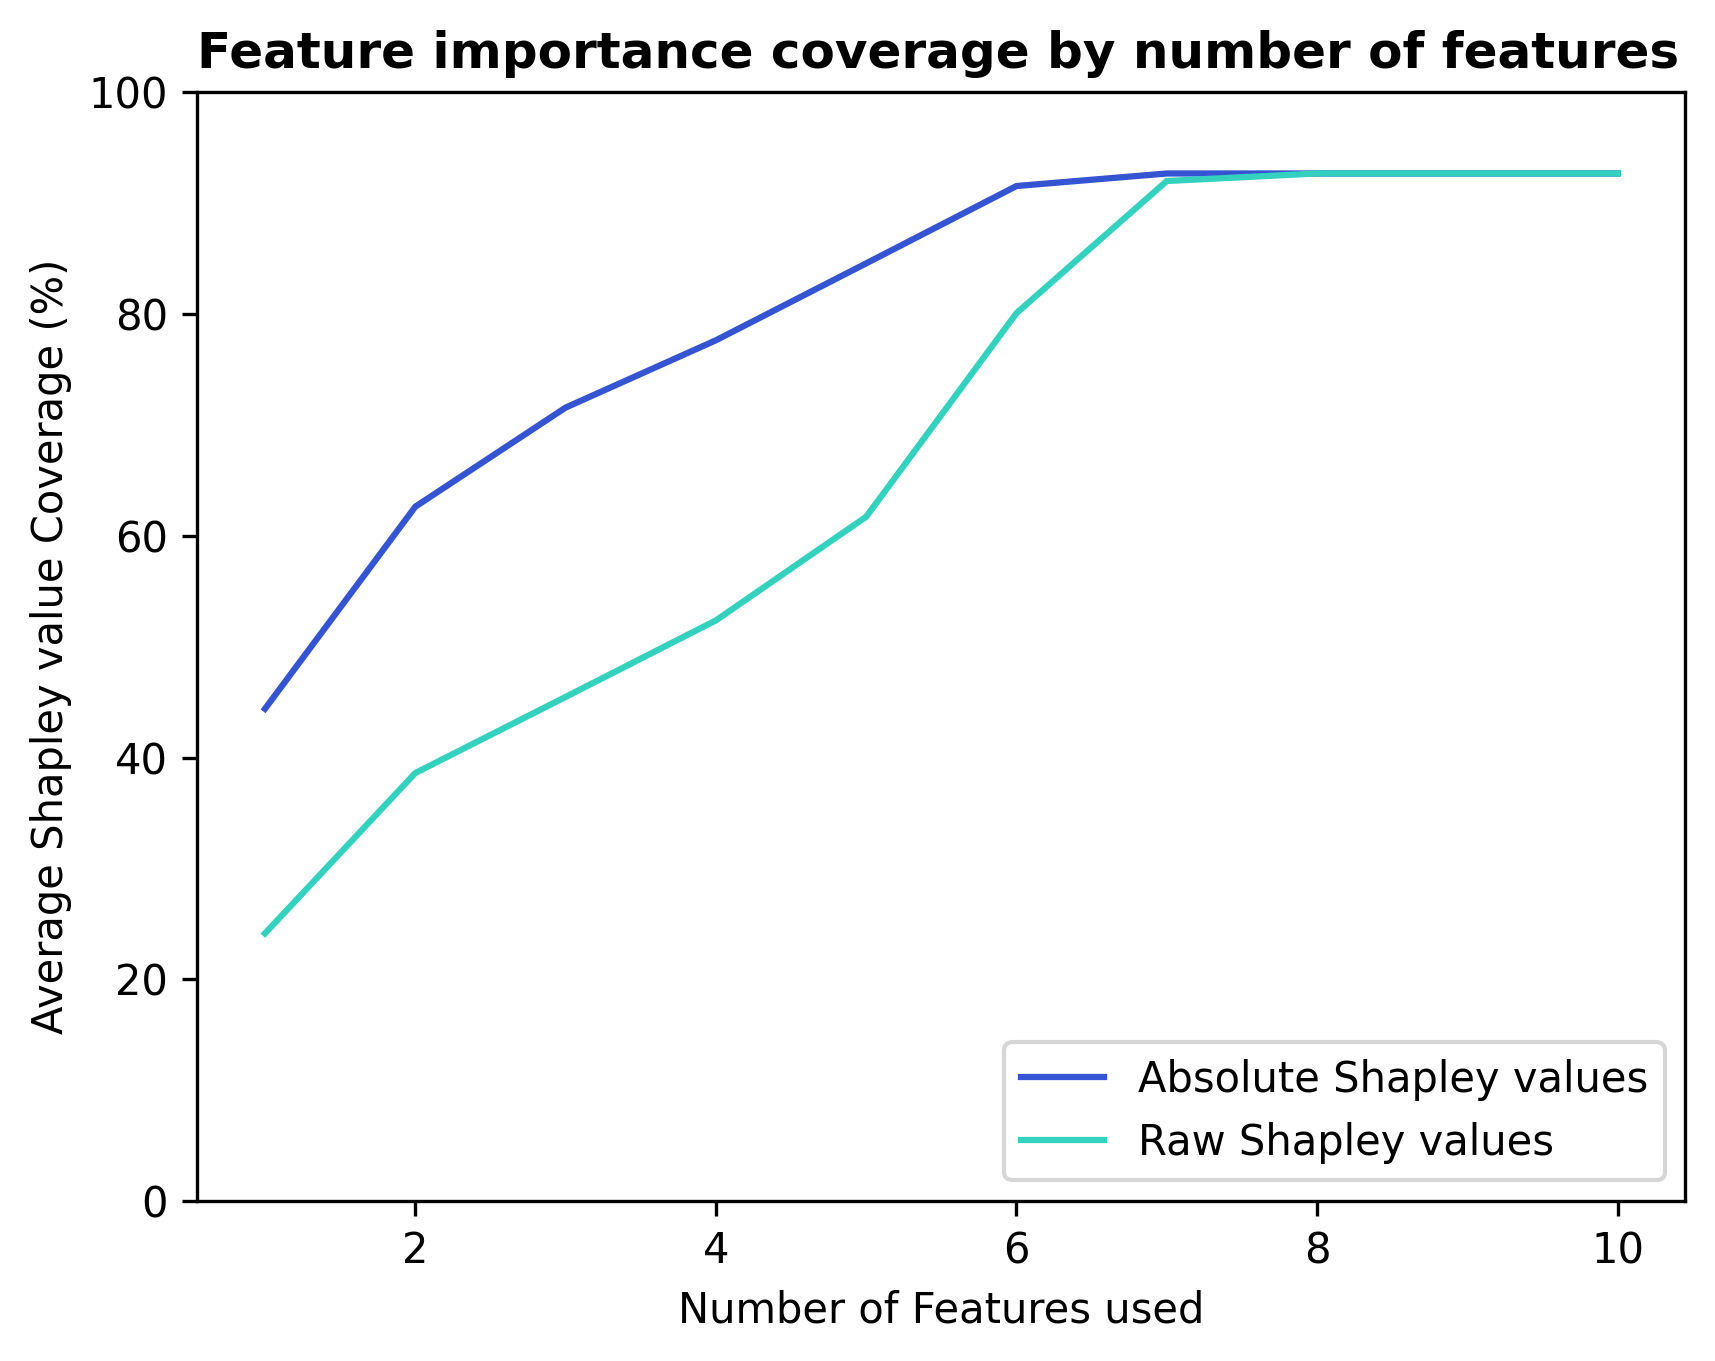 Feature importance coverage by number of features
100
80
60
40
20
0
Average Shapley value Coverage (%)
Absolute Shapley values
Raw Shapley values
2 4 6 8 10
Number of Features used